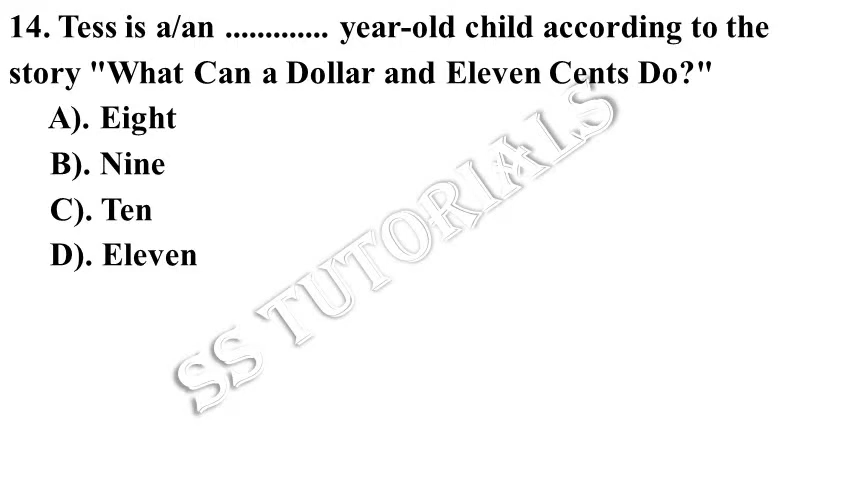 14. Tess is a/an ............. year-old child according to the
story "What Can a Dollar and Eleven Cents Do?"
A). Eight
B). Nine
C). Ten
D). Eleven
SS TUTORIALS